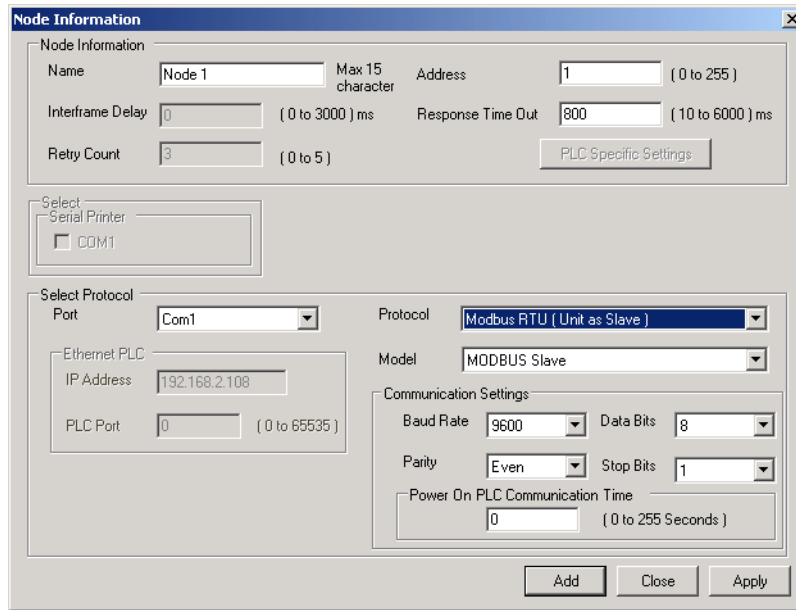 Node Information
Node Information
Name Node 1 Max 15 character Address 1 ( 0 to 255 )
Interframe Delay 0 ( 0 to 3000 ) ms Response Time Out 800 ( 10 to 6000 ) ms
Retry Count 3 ( 0 to 5 ) PLC Specific Settings
Select
Serial Printer
COM1
Select Protocol
Port Com1 Protocol Modbus RTU ( Unit as Slave )
Ethernet PLC Model MODBUS Slave
IP Address 192.168.2.108
PLC Port 0 ( 0 to 65535 )
Communication Settings
Baud Rate 9600 Data Bits 8
Parity Even Stop Bits 1
Power On PLC Communication Time
0 ( 0 to 255 Seconds )
Add Close Apply